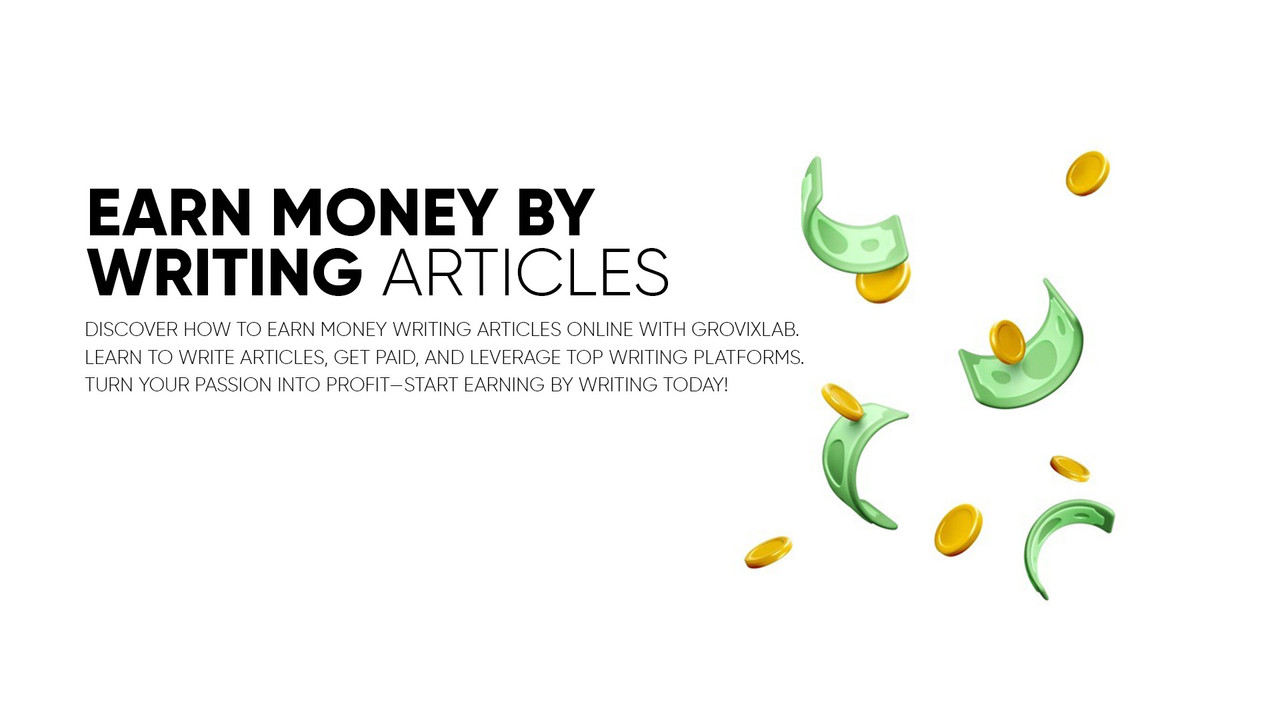 EARN MONEY BY
WRITING ARTICLES
DISCOVER HOW TO EARN MONEY WRITING ARTICLES ONLINE WITH GROVIXLAB.
LEARN TO WRITE ARTICLES, GET PAID, AND LEVERAGE TOP WRITING PLATFORMS.
TURN YOUR PASSION INTO PROFIT—START EARNING BY WRITING TODAY!